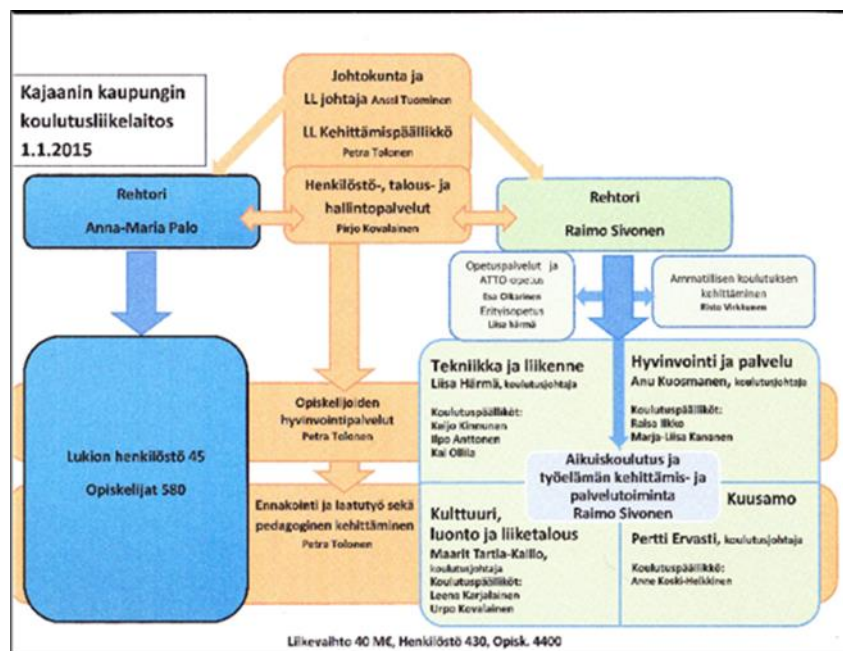 Kajaanin kaupungin
koulutusliikelaitos
1.1.2015
Johtokunta ja
LL johtaja Anssi Tuominen
LL Kehittämispäällikkö
Petra Tolonen
Rehtori
Anna-Maria Palo
Henkilöstö-, talous- ja
hallintopalvelut
Pirjo Kovalainen
Rehtori
Raimo Sivonen
Opetuspalvelut ja
ATTO-opetus
Esa Oikarinen
Erityisopetus
Liisa härmä
Ammatillisen koulutuksen
kehittäminen
Risto Virkkunen
Lukion henkilöstö 45
Opiskelijat 580
Opiskelijoiden
hyvinvointipalvelut
Petra Tolonen
Ennakointi ja laatutyö sekä
pedagoginen kehittäminen
Petra Tolonen
Tekniikka ja liikenne
Liisa Härmä, koulutusjohtaja
Koulutuspäälliköt:
Keijo Kinnunen
Ilpo Anttonen
Kai Ollila
Hyvinvointi ja palvelu
Anu Kuosmanen, koulutusjohtaja
Koulutuspäälliköt:
Raisa Ilkko
Marja-Liisa Kananen
Aikuiskoulutus ja
työelämän kehittämis- ja
palvelutoiminta
Raimo Sivonen
Kulttuuri,
luonto ja liiketalous
Maarit Tartia-Kallio,
koulutusjohtaja
Koulutuspäälliköt:
Leena Karjalainen
Urpo Kovalainen
Kuusamo
Pertti Ervasti, koulutusjohtaja
Koulutuspäällikkö:
Anne Koski-Heikkinen
Liikevaihto 40 M€, Henkilöstö 430, Opisk. 4400